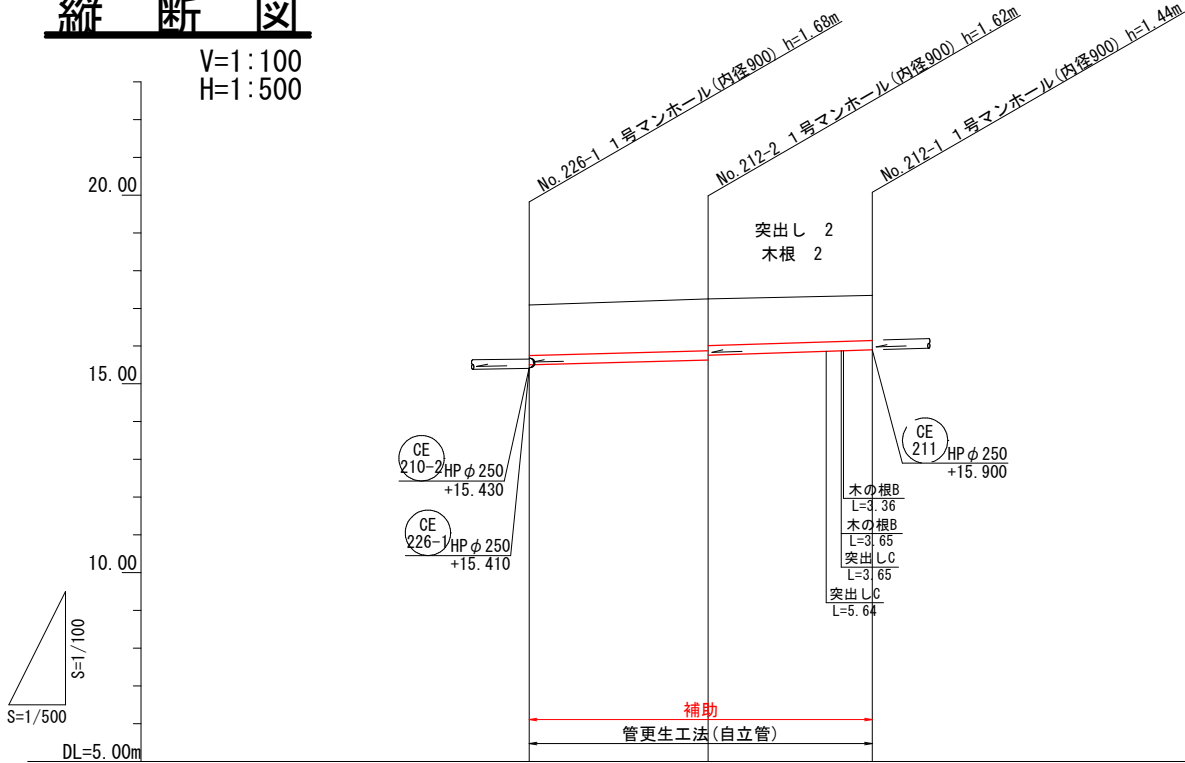 縦 断 図
V=1:100
H=1:500
No.226-1 1号マンホール(内径900) h=1.68m
No.212-2 1号マンホール(内径900) h=1.62m
No.212-1 1号マンホール(内径900) h=1.44m
20.00
15.00
10.00
DL=5.00m
突出し 2
木根 2
CE
210-2
HPφ250
+15.430
CE
226-1
HPφ250
+15.410
CE
211
HPφ250
+15.900
木の根B
L=3.36
木の根B
L=3.65
突出しC
L=3.65
突出しC
L=5.64
S=1/100
S=1/500
補助
管更生工法(自立管)